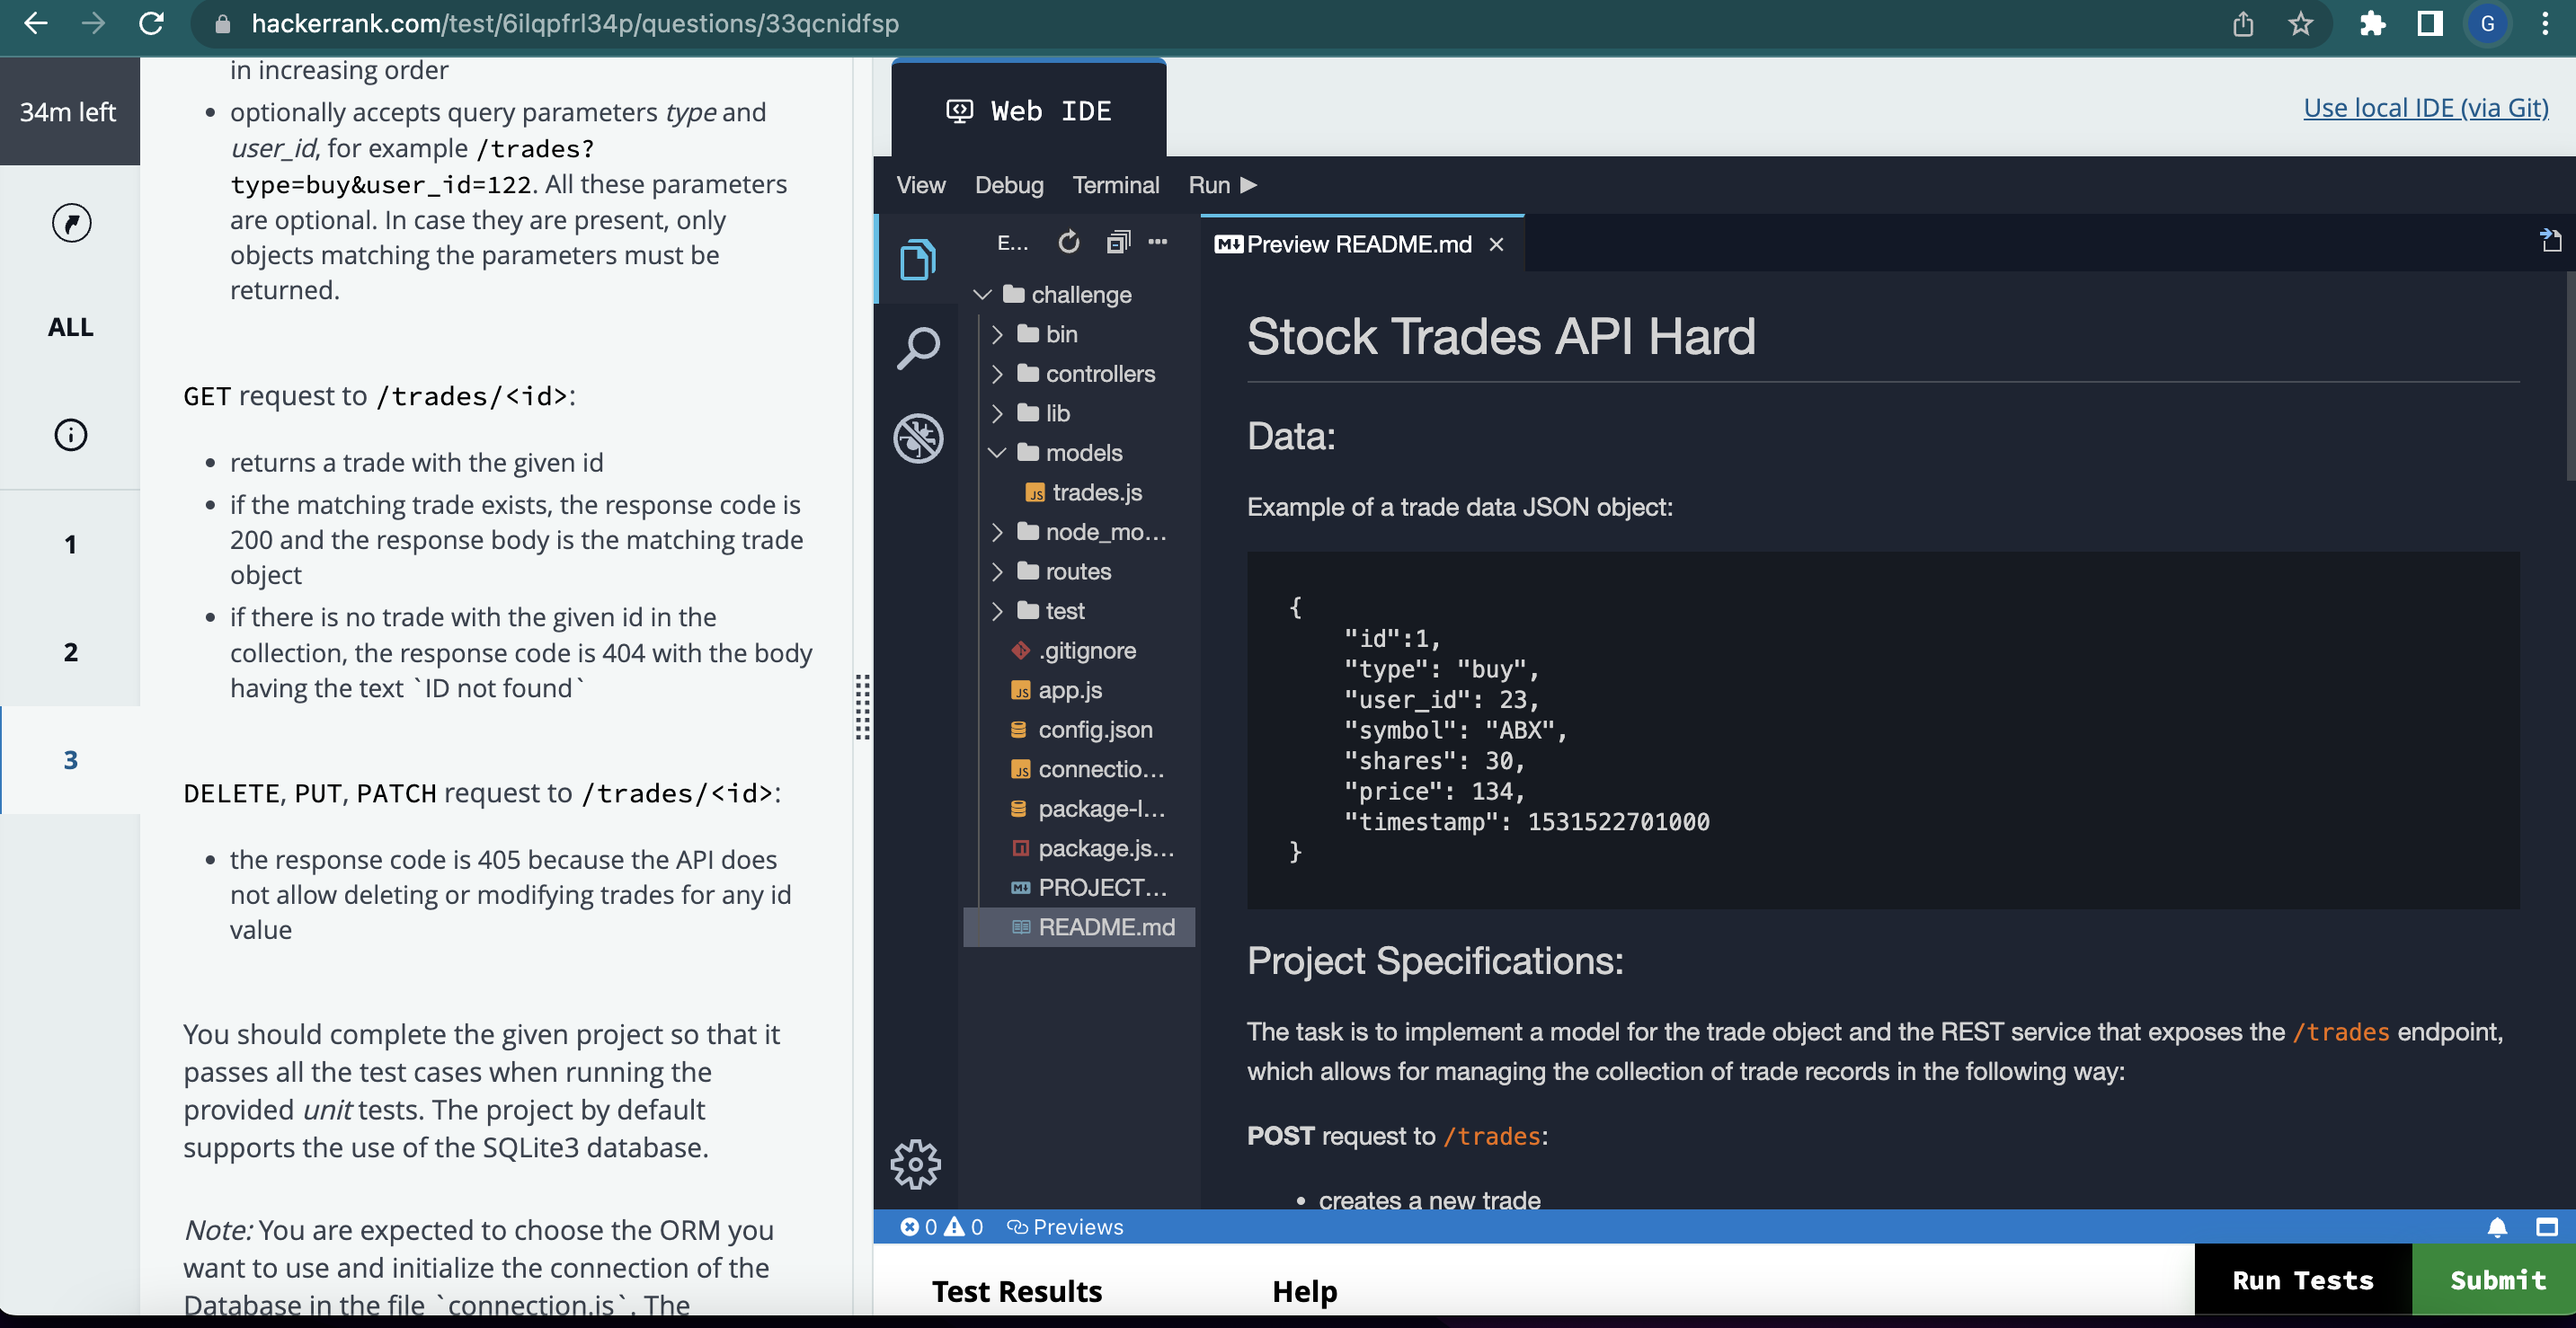 hackerrank.com/test/6ilqpfrl34p/questions/33qcnidfsp
G
34m left
ALL
1
2
3
in increasing order
• optionally accepts query parameters type and
user_id, for example /trades?
type=buy&user_id=122. All these parameters
are optional. In case they are present, only
objects matching the parameters must be
returned.
GET request to /trades/<id>:
• returns a trade with the given id
• if the matching trade exists, the response code is
200 and the response body is the matching trade
object
• if there is no trade with the given id in the
collection, the response code is 404 with the body
having the text `ID not found`
DELETE, PUT, PATCH request to /trades/<id>:
• the response code is 405 because the API does
not allow deleting or modifying trades for any id
value
You should complete the given project so that it
passes all the test cases when running the
provided unit tests. The project by default
supports the use of the SQLite3 database.
Note: You are expected to choose the ORM you
want to use and initialize the connection of the
Database in the file `connection.js`. The
Web IDE
Use local IDE (via Git)
View Debug Terminal Run
E...
challenge
bin
controllers
lib
models
JS trades.js
node_mo...
routes
test
.gitignore
JS app.js
config.json
JS connectio...
package-l...
package.js...
M↓ PROJECT...
README.md
M↓ Preview README.md ×
Stock Trades API Hard
Data:
Example of a trade data JSON object:
{
"id":1,
"type": "buy",
"user_id": 23,
"symbol": "ABX",
"shares": 30,
"price": 134,
"timestamp": 1531522701000
}
Project Specifications:
The task is to implement a model for the trade object and the REST service that exposes the /trades endpoint,
which allows for managing the collection of trade records in the following way:
POST request to /trades:
• creates a new trade
0 0 Previews
Test Results Help
Run Tests Submit